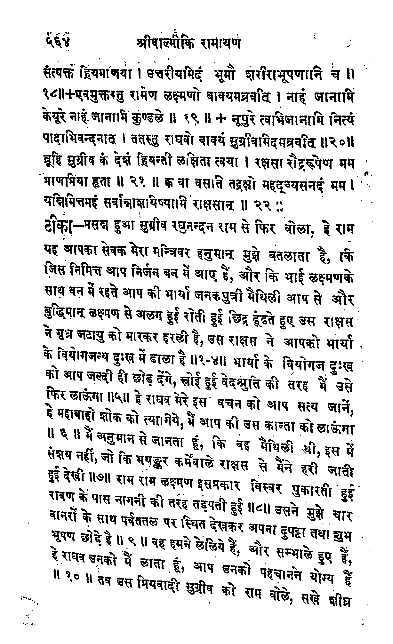 ५६४ श्रीवाल्मीकि रामायण
संत्यक्तं ह्रियमाणया । उत्तरीयमिदं भूमौ शरीराभूषणानि च ॥
१८॥+एवमुक्तस्तु रामेण लक्ष्मणो वाक्यमब्रवीत् । नाहं जानामि
केयूरे नाहं जानामि कुण्डले ॥ १९ ॥ + नूपुरे त्वभिजानामि नित्यं
पादाभिवन्दनात् । ततस्तु राघवो वाक्यं सुग्रीवमिदमब्रवीत् ॥२०॥
ब्रूहि सुग्रीव कं देशं ह्रियन्ती लक्षिता त्वया । रक्षसा रौद्ररूपेण मम
प्राणप्रिया हृता ॥ २१ ॥ क वा वसति तद्रक्षो महद्व्यसनदं मम ।
यन्निमित्तमहं सर्वान्नाशयिष्यामि राक्षसान् ॥ २२ ॥
टीका—प्रसन्न हुआ सुग्रीव रघुनन्दन राम से फिर बोला, हे राम
यह आपका सेवक मेरा मन्त्रिवर हनुमान् मुझे बतलाता है, कि
जिस निमित्त आप निर्जन वन में आए हैं, और कि भाई लक्ष्मणके
साथ वन में रहते आप की भार्या जनकपुत्री मैथिली आप से और
बुद्धिमान् लक्ष्मण से अलग हुई रोती हुई छिद्र ढूंढते हुए उस राक्षस
ने गृध्र जटायु को मारकर हरली है, उस राक्षस ने आपको भार्या
के वियोगजन्य दुःख में डाला है ॥१-४॥ भार्या के वियोगज दुःख
को आप जल्दी ही छोड़ देंगे, खोई हुई वेदश्रुति की तरह मैं उसे
फिर लाऊंगा ॥५॥ हे राघव मेरे इस वचन को आप सत्य जानें,
हे महाबाहो शोक को त्यागिये, मैं आप की उस कान्ता को लाऊंगा
॥ ६ ॥ मैं अनुमान से जानता हूं, कि वह मैथिली थी, इस में
संशय नहीं, जो कि भयङ्कर कर्मवाले राक्षस से मैंने हरी जाती
हुई देखी ॥७॥ राम राम लक्ष्मण इसप्रकार विस्वर पुकारती हुई
रावण के पास नागनी की तरह तड़पती हुई ॥८॥ उसने मुझे चार
वानरों के साथ पर्वततल पर स्थित देखकर अपना दुपट्टा तथा शुभ
भूषण छोड़े हैं ॥ ९ ॥ वह हमने लेलिये हैं, और सम्भाले हुए हैं,
हे राघव उनको मैं लाता हूं, आप उनको पहचानने योग्य हैं
॥ १० ॥ तब उस प्रियवादी सुग्रीव को राम बोले, सखे शीघ्र